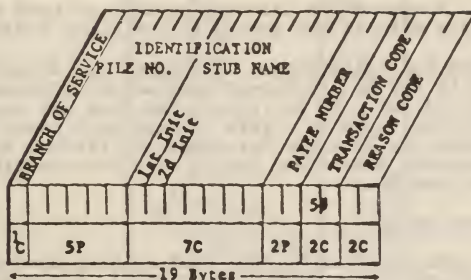 IDENTIFICATION
FILE NO. STUB NAME
BRANCH OF SERVICE
1st Init
2d Init
PAYEE NUMBER
TRANSACTION CODE
REASON CODE
1C 5P 7C 2P 2C 2C
19 Bytes